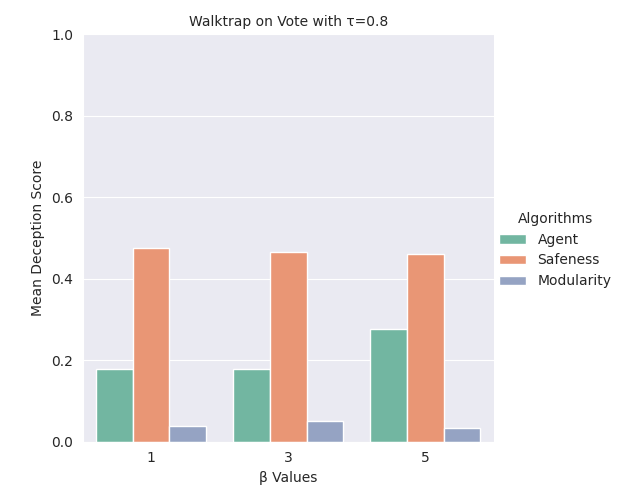 Walktrap on Vote with τ=0.8
1.0
0.8
0.6
0.4
0.2
0.0
Mean Deception Score
1
3
5
β Values
Algorithms
Agent
Safeness
Modularity